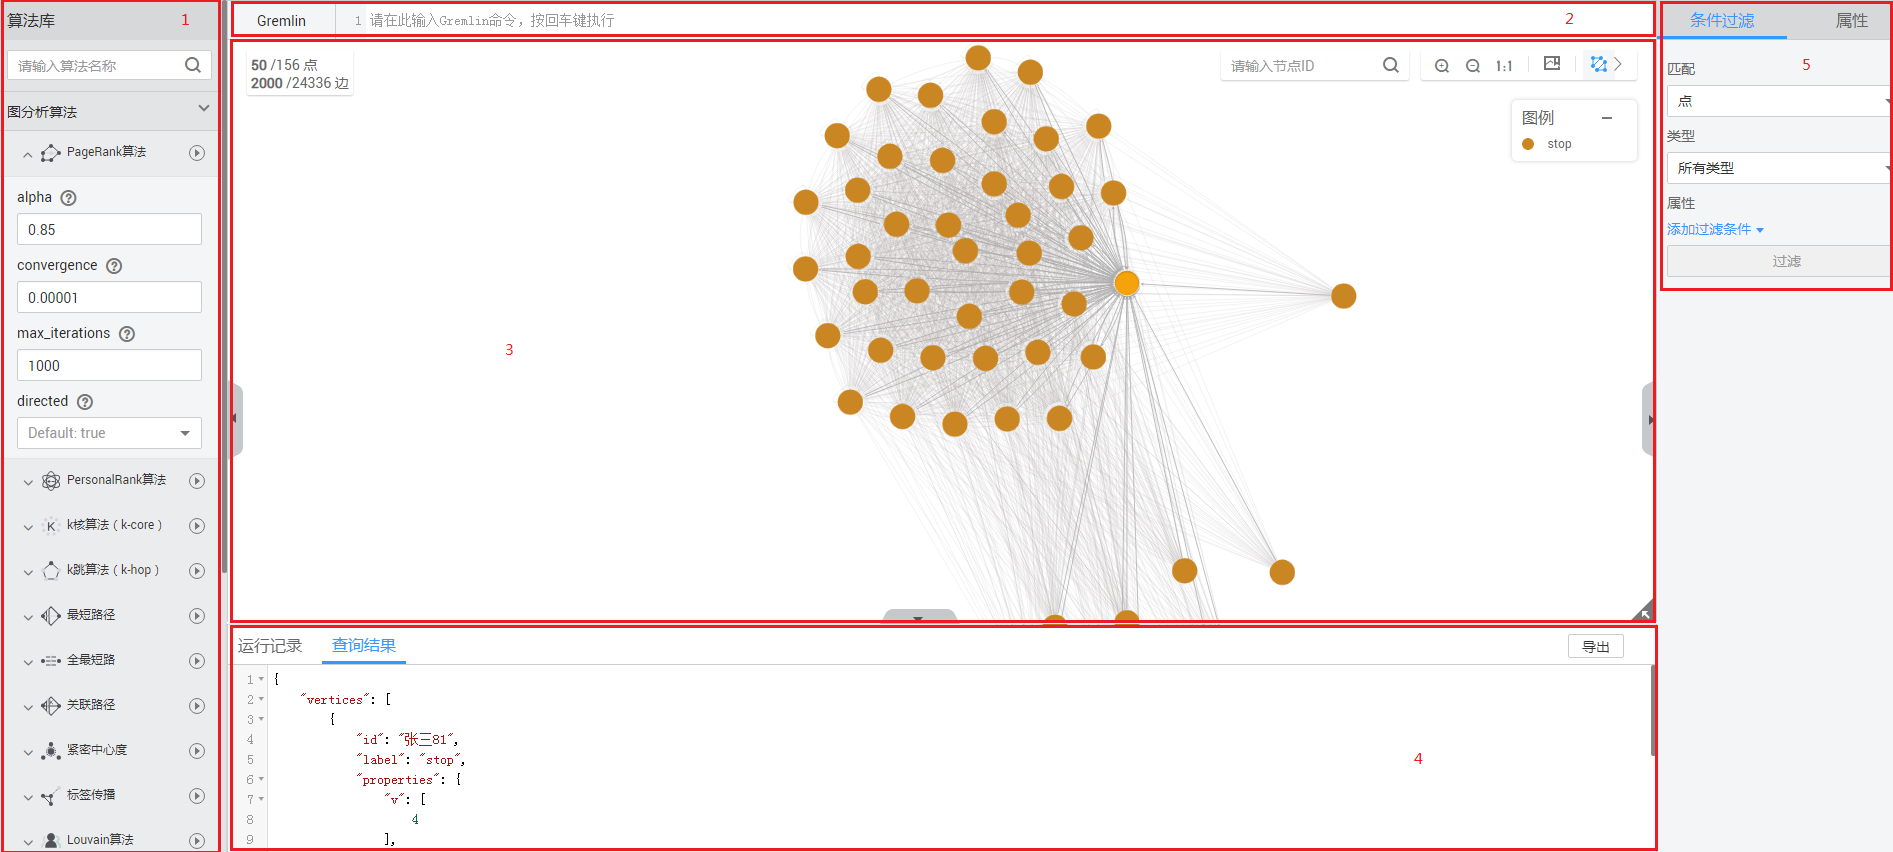 算法库
1
请输入算法名称
图分析算法
PageRank算法
alpha
0.85
convergence
0.00001
max_iterations
1000
directed
Default: true
PersonalRank算法
k核算法（k-core）
k跳算法（k-hop）
最短路径
全最短路
关联路径
紧密中心度
标签传播
Louvain算法
Gremlin
1 请在此输入Gremlin命令，按回车键执行
2
50 /156 点
2000 /24336 边
请输入节点ID
1:1
图例
stop
3
运行记录 查询结果
导出
1 {
2 "vertices": [
3 {
4 "id": "张三81",
5 "label": "stop",
6 "properties": {
7 "v": [
8 4
9 ],
4
条件过滤 属性
5
匹配
点
类型
所有类型
属性
添加过滤条件
过滤